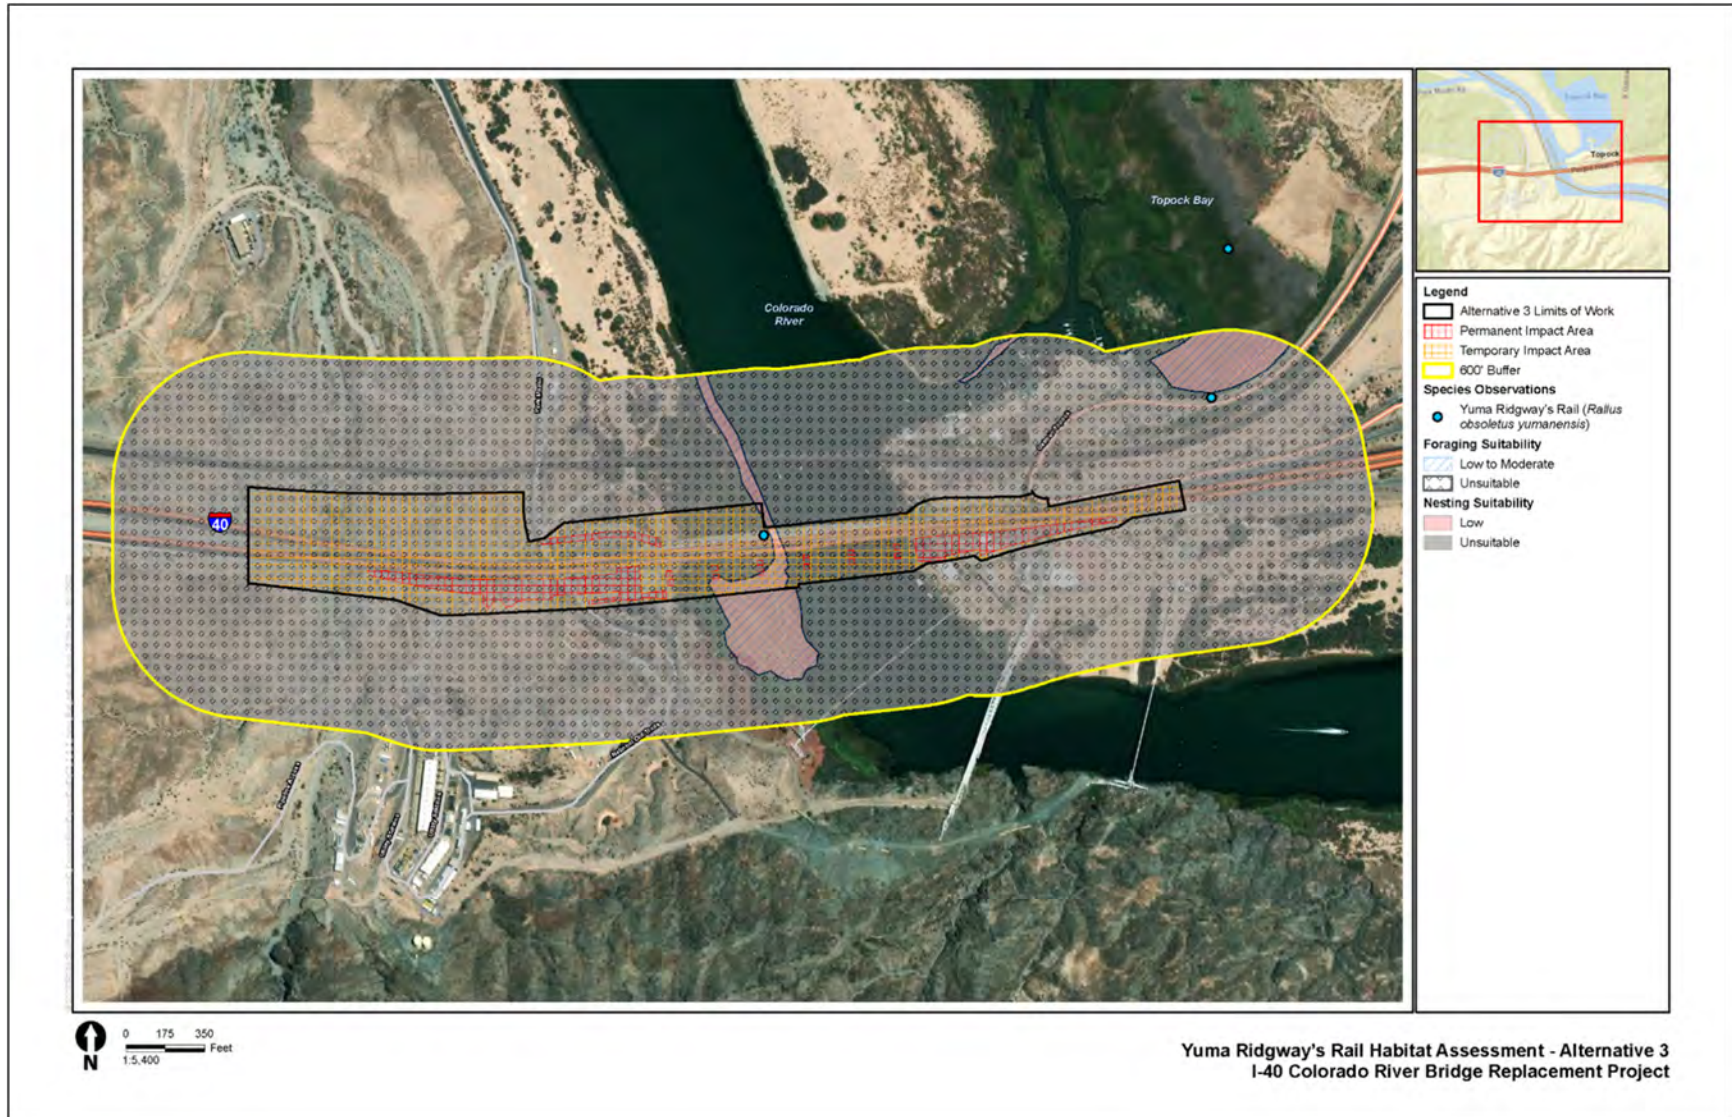 Topock Bay
Colorado
River
40
Topock
Topock Bay
Legend
Alternative 3 Limits of Work
Permanent Impact Area
Temporary Impact Area
600' Buffer
Species Observations
Yuma Ridgway's Rail (Rallus
obsoletus yumanensis)
Foraging Suitability
Low to Moderate
Unsuitable
Nesting Suitability
Low
Unsuitable
N
0 175 350
Feet
1:5,400
Yuma Ridgway's Rail Habitat Assessment - Alternative 3
I-40 Colorado River Bridge Replacement Project